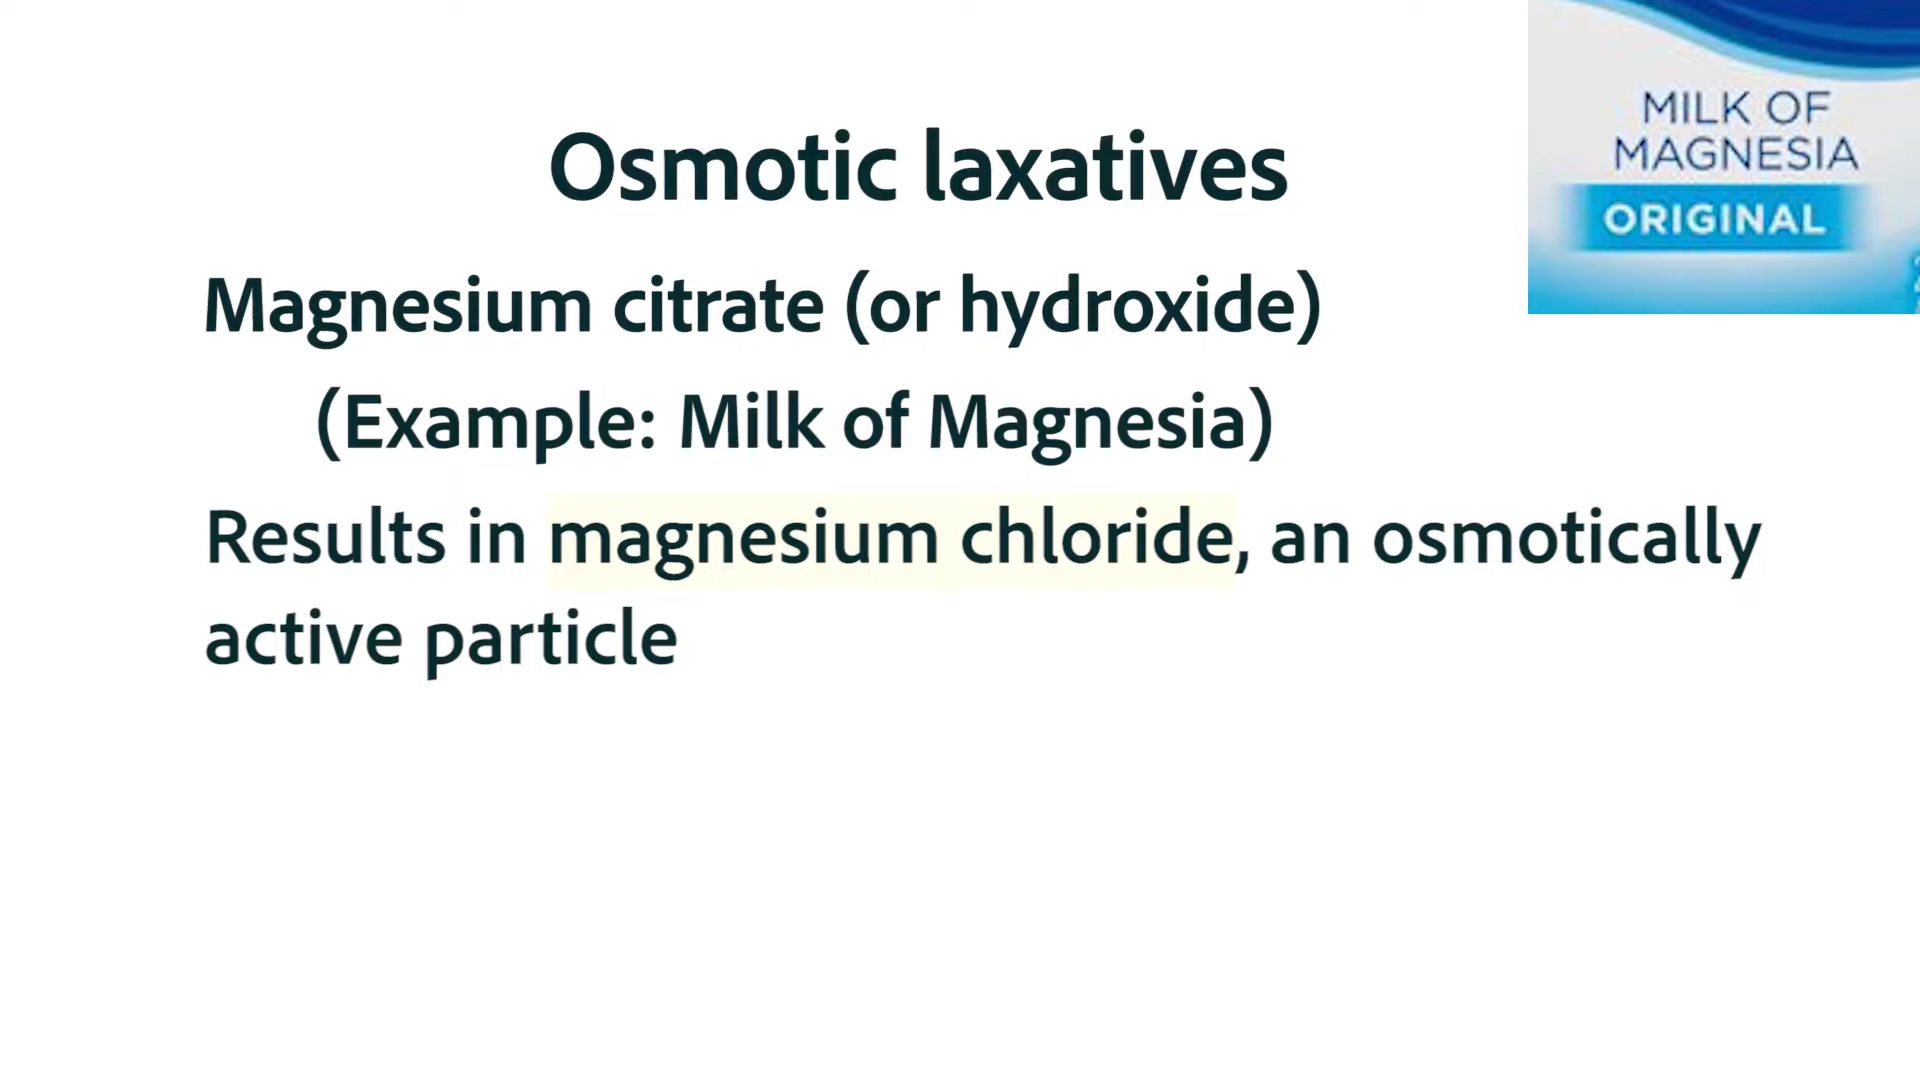 Osmotic laxatives
MILK OF
MAGNESIA
ORIGINAL
Magnesium citrate (or hydroxide)
(Example: Milk of Magnesia)
Results in magnesium chloride, an osmotically
active particle